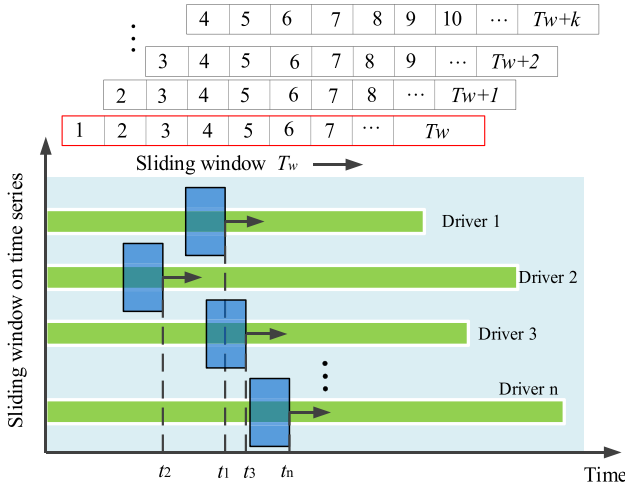 4 5 6 7 8 9 10 ⋯ Tw+k
3 4 5 6 7 8 9 ⋯ Tw+2
2 3 4 5 6 7 8 ⋯ Tw+1
1 2 3 4 5 6 7 ⋯ Tw
Sliding window Tw
Sliding window on time series
Driver 1
Driver 2
Driver 3
Driver n
t2 t1 t3 tn
Time